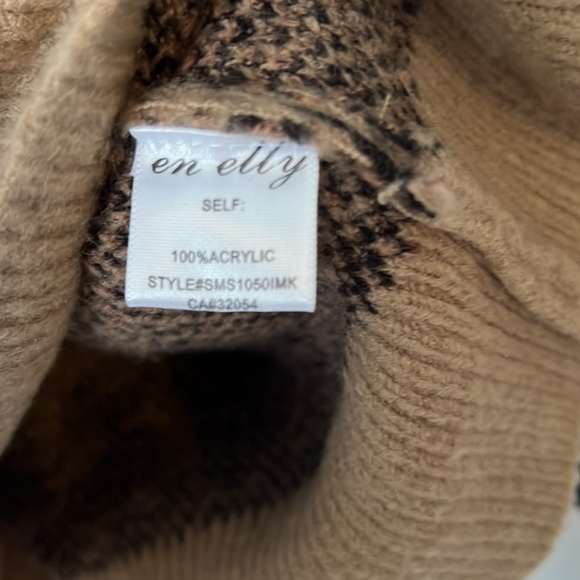 en elly
SELF:
100%ACRYLIC
STYLE#SMS1050IMK
CA#32054